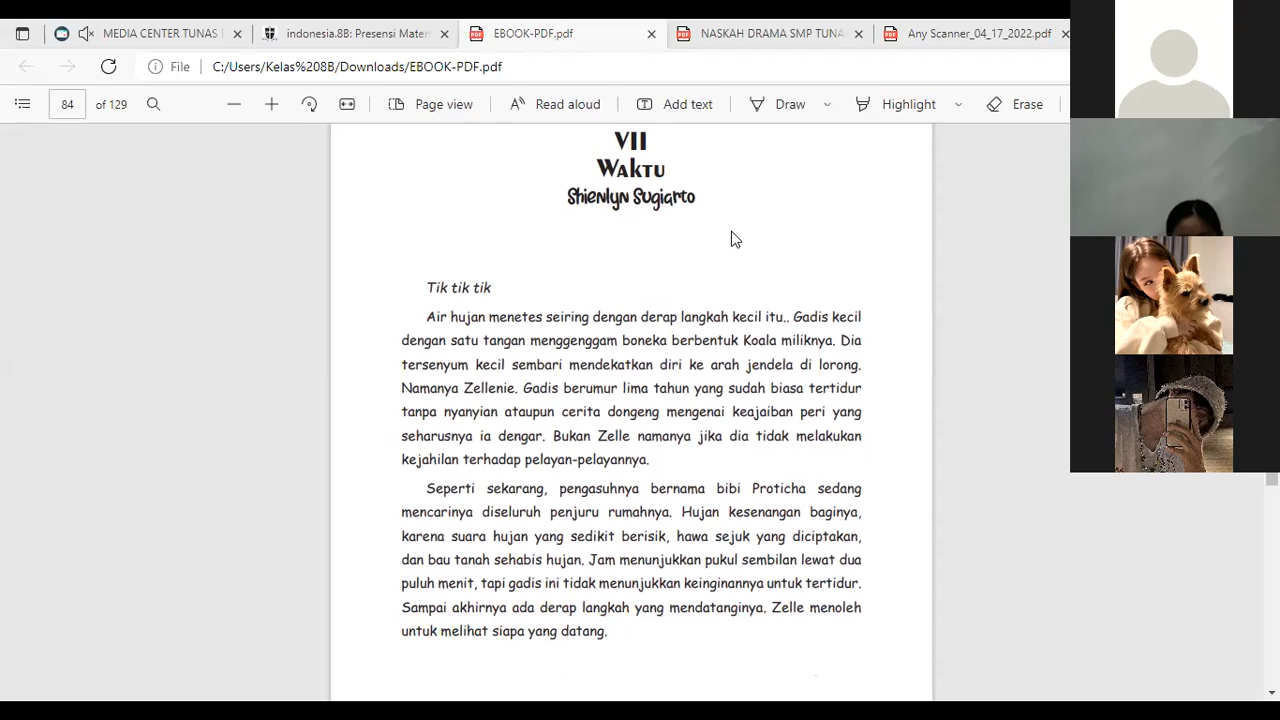 MEDIA CENTER TUNAS
indonesia.8B: Presensi Mater
EBOOK-PDF.pdf
NASKAH DRAMA SMP TUNA
Any Scanner_04_17_2022.pdf
File
C:/Users/Kelas%208B/Downloads/EBOOK-PDF.pdf
84 of 129
Page view
Read aloud
Add text
Draw
Highlight
Erase
VII
Waktu
Shienlyn Sugiarto
Tik tik tik
Air hujan menetes seiring dengan derap langkah kecil itu.. Gadis kecil
dengan satu tangan menggenggam boneka berbentuk Koala miliknya. Dia
tersenyum kecil sembari mendekatkan diri ke arah jendela di lorong.
Namanya Zellenie. Gadis berumur lima tahun yang sudah biasa tertidur
tanpa nyanyian ataupun cerita dongeng mengenai keajaiban peri yang
seharusnya ia dengar. Bukan Zelle namanya jika dia tidak melakukan
kejahilan terhadap pelayan-pelayannya.
Seperti sekarang, pengasuhnya bernama bibi Proticha sedang
mencarinya diseluruh penjuru rumahnya. Hujan kesenangan baginya,
karena suara hujan yang sedikit berisik, hawa sejuk yang diciptakan,
dan bau tanah sehabis hujan. Jam menunjukkan pukul sembilan lewat dua
puluh menit, tapi gadis ini tidak menunjukkan keinginannya untuk tertidur.
Sampai akhirnya ada derap langkah yang mendatanginya. Zelle menoleh
untuk melihat siapa yang datang.